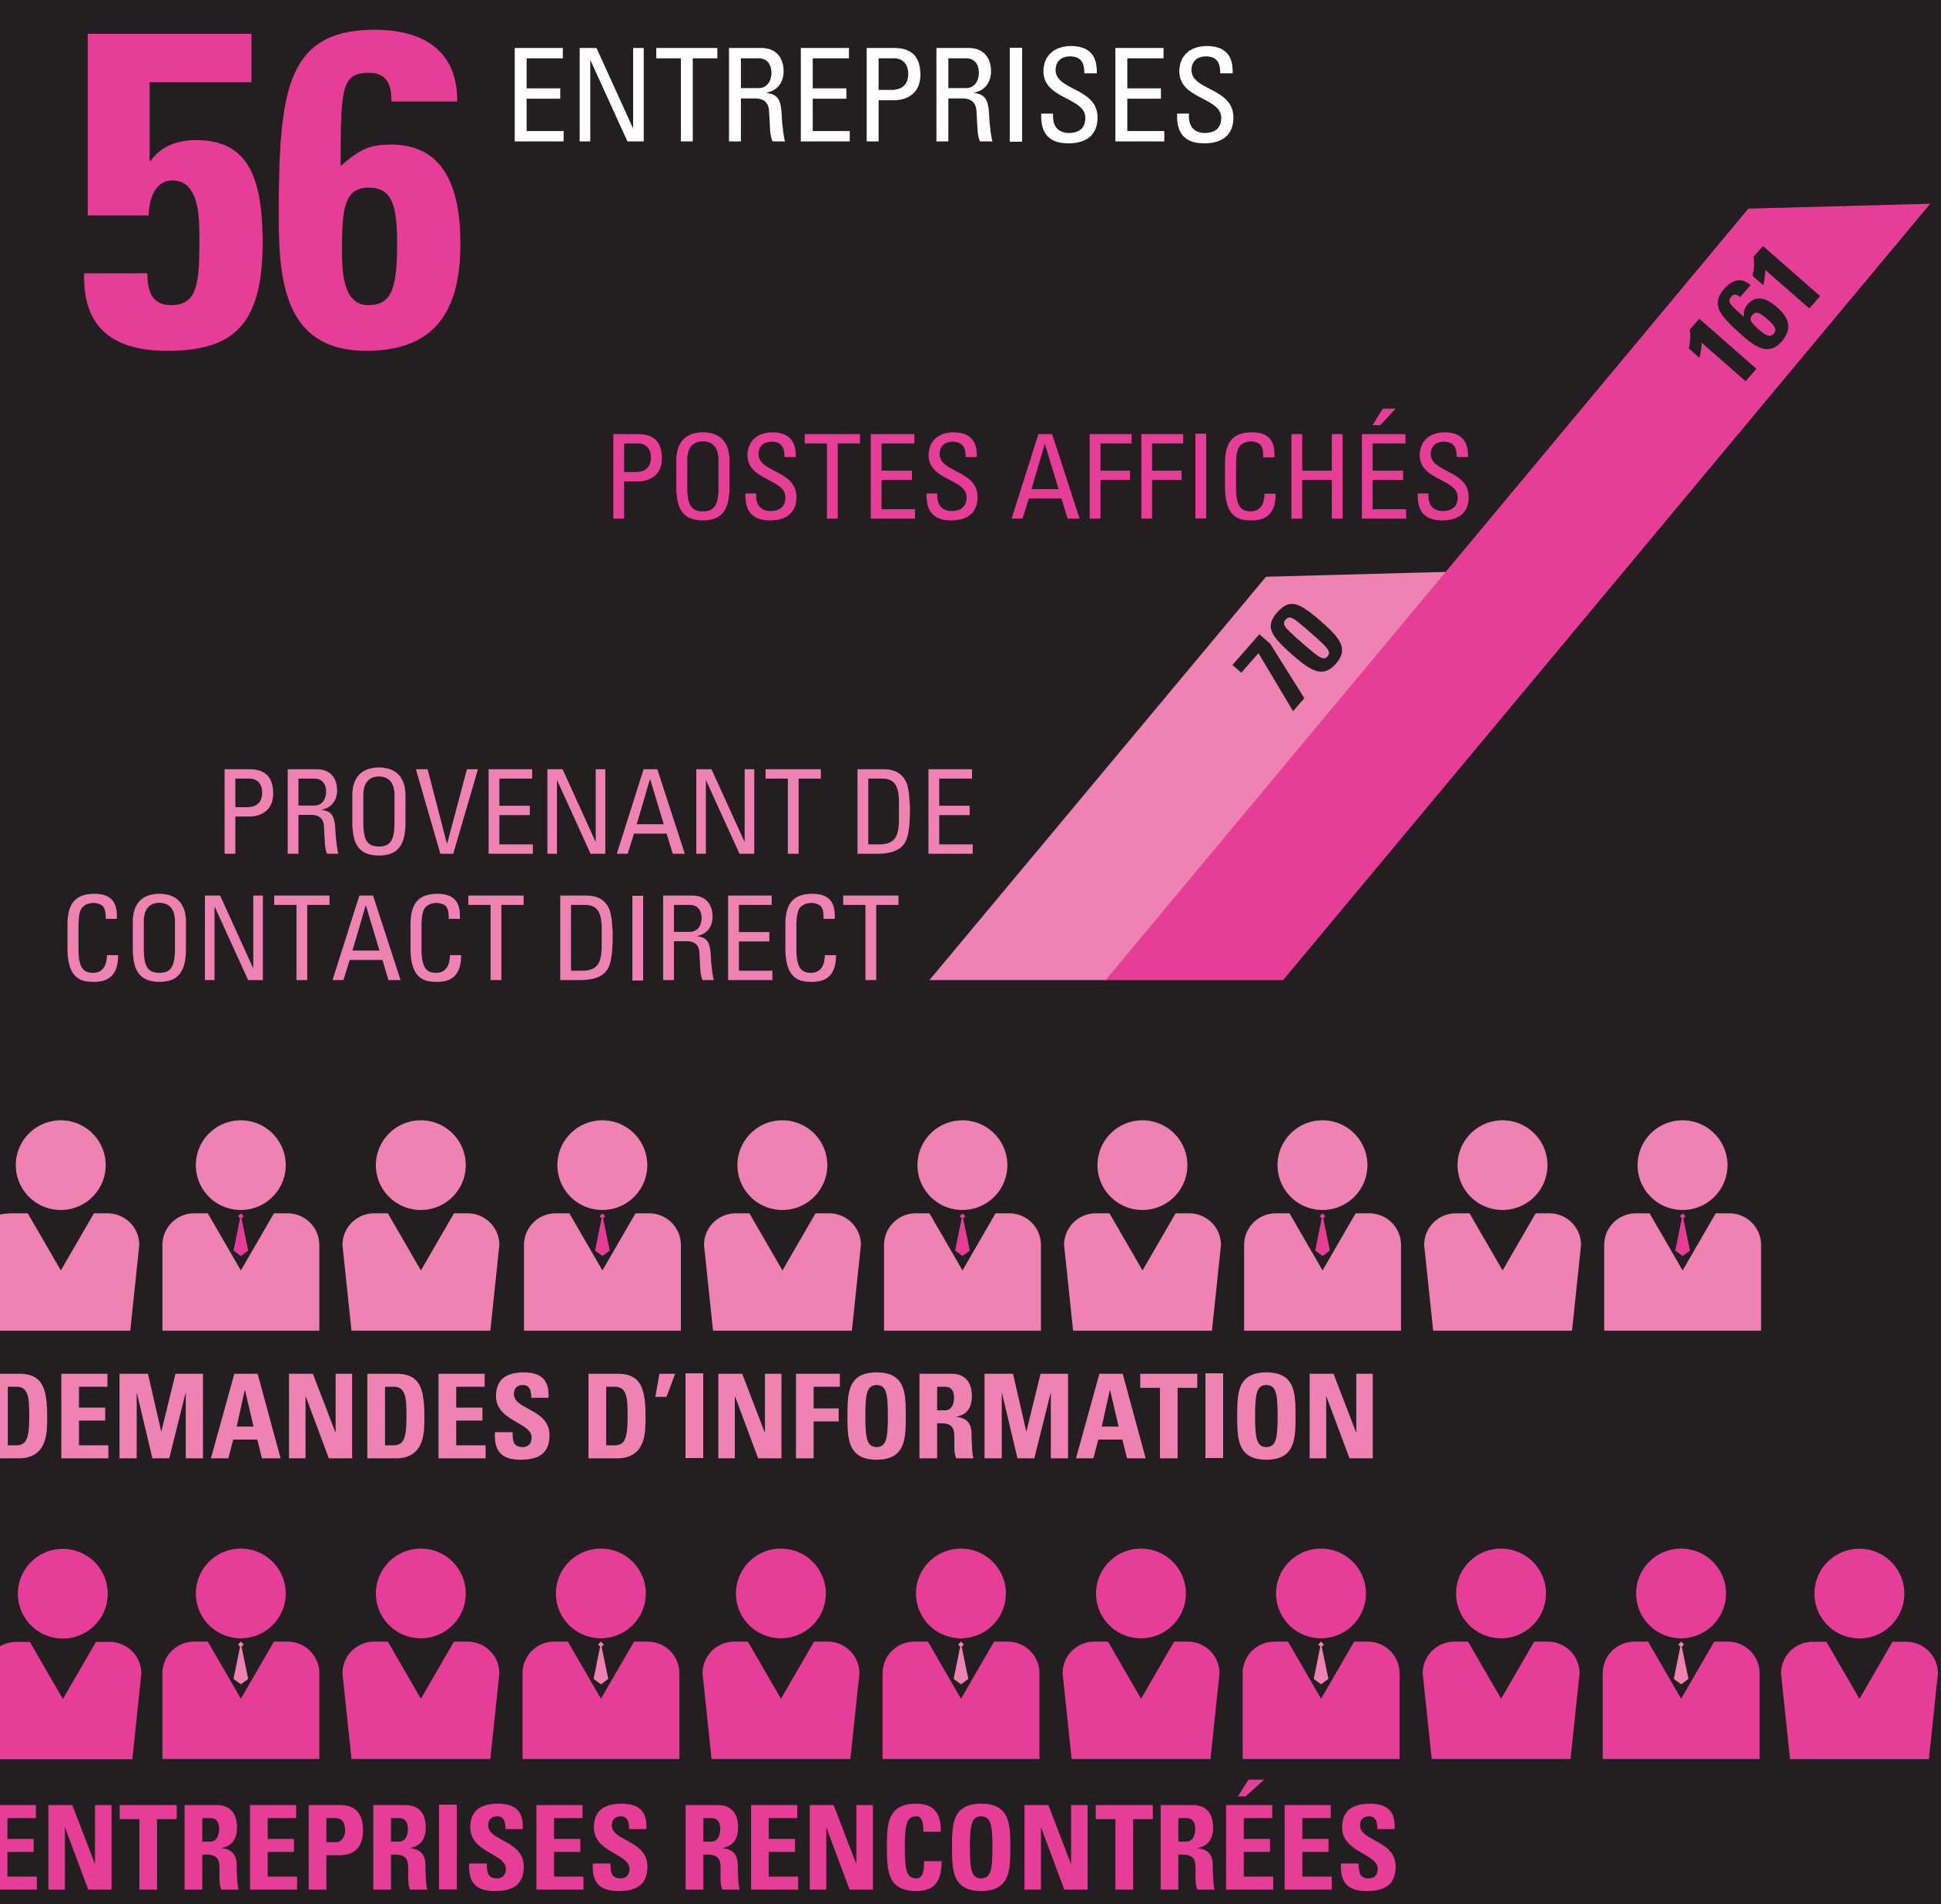 56 ENTREPRISES
161
POSTES AFFICHÉS
70
PROVENANT DE
CONTACT DIRECT
DEMANDES D'INFORMATION
ENTREPRISES RENCONTRÉES